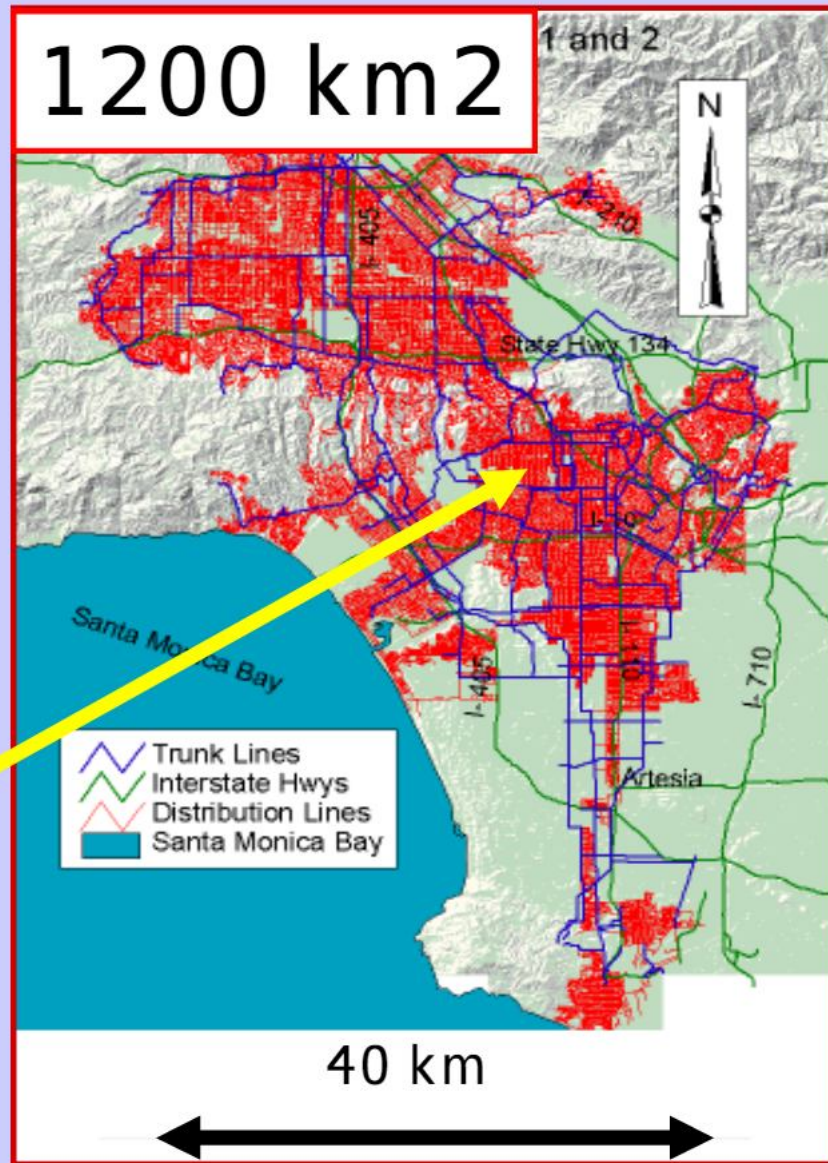 1200 km2
1 and 2
N
I- 405
I- 210
State Hwy 134
I- 10
Santa Monica Bay
I- 405
I- 110
I- 710
Trunk Lines
Interstate Hwys
Distribution Lines
Santa Monica Bay
Artesia
40 km